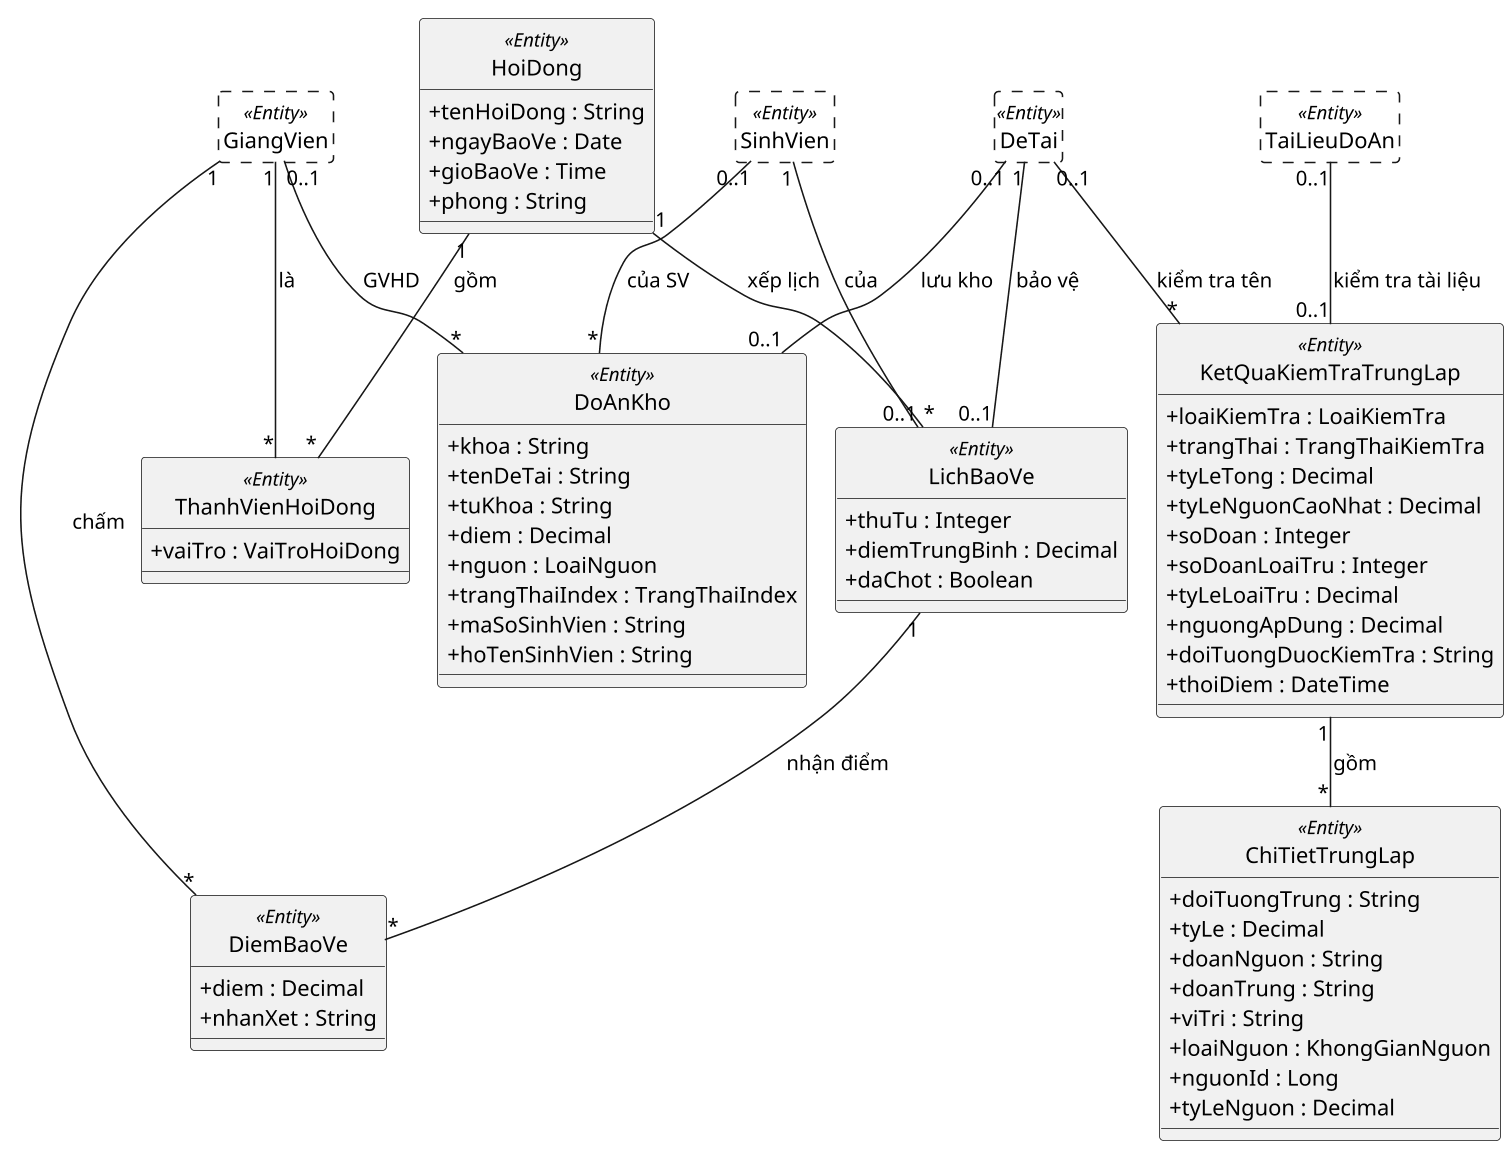 «Entity»
HoiDong
+tenHoiDong : String
+ngayBaoVe : Date
+gioBaoVe : Time
+phong : String
«Entity»
GiangVien
«Entity»
SinhVien
«Entity»
DeTai
«Entity»
TaiLieuDoAn
1
1
0..1
0..1
1
0..1
1
0..1
0..1
1
1
là
GVHD
gồm
của SV
xếp lịch
của
lưu kho
bảo vệ
kiểm tra tên
kiểm tra tài liệu
*
0..1
*
*
0..1
«Entity»
DoAnKho
+khoa : String
+tenDeTai : String
+tuKhoa : String
+diem : Decimal
+nguon : LoaiNguon
+trangThaiIndex : TrangThaiIndex
+maSoSinhVien : String
+hoTenSinhVien : String
«Entity»
KetQuaKiemTraTrungLap
+loaiKiemTra : LoaiKiemTra
+trangThai : TrangThaiKiemTra
+tyLeTong : Decimal
+tyLeNguonCaoNhat : Decimal
+soDoan : Integer
+soDoanLoaiTru : Integer
+tyLeLoaiTru : Decimal
+nguongApDung : Decimal
+doiTuongDuocKiemTra : String
+thoiDiem : DateTime
*
*
0..1
*
0..1
«Entity»
ThanhVienHoiDong
+vaiTro : VaiTroHoiDong
«Entity»
LichBaoVe
+thuTu : Integer
+diemTrungBinh : Decimal
+daChot : Boolean
chấm
1
1
nhận điểm
gồm
*
*
*
«Entity»
DiemBaoVe
+diem : Decimal
+nhanXet : String
«Entity»
ChiTietTrungLap
+doiTuongTrung : String
+tyLe : Decimal
+doanNguon : String
+doanTrung : String
+viTri : String
+loaiNguon : KhongGianNguon
+nguonId : Long
+tyLeNguon : Decimal